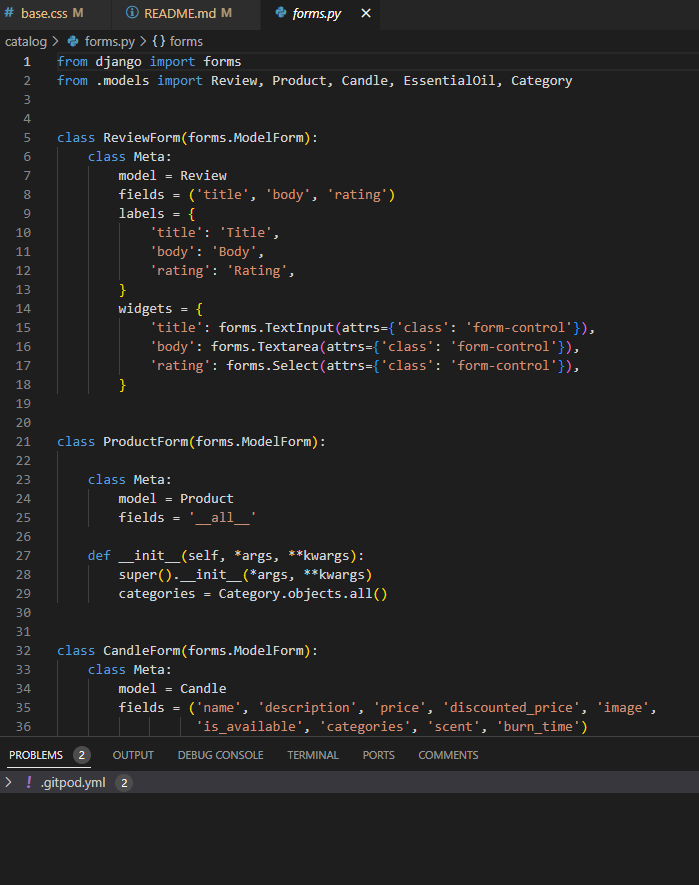 # base.css M README.md M forms.py ×
catalog > forms.py > {} forms
1 from django import forms
2 from .models import Review, Product, Candle, EssentialOil, Category
3
4
5 class ReviewForm(forms.ModelForm):
6     class Meta:
7         model = Review
8         fields = ('title', 'body', 'rating')
9         labels = {
10             'title': 'Title',
11             'body': 'Body',
12             'rating': 'Rating',
13         }
14         widgets = {
15             'title': forms.TextInput(attrs={'class': 'form-control'}),
16             'body': forms.Textarea(attrs={'class': 'form-control'}),
17             'rating': forms.Select(attrs={'class': 'form-control'}),
18         }
19
20
21 class ProductForm(forms.ModelForm):
22
23     class Meta:
24         model = Product
25         fields = '__all__'
26
27     def __init__(self, *args, **kwargs):
28         super().__init__(*args, **kwargs)
29         categories = Category.objects.all()
30
31
32 class CandleForm(forms.ModelForm):
33     class Meta:
34         model = Candle
35         fields = ('name', 'description', 'price', 'discounted_price', 'image',
36                   'is_available', 'categories', 'scent', 'burn_time')
PROBLEMS 2 OUTPUT DEBUG CONSOLE TERMINAL PORTS COMMENTS
> ! .gitpod.yml 2